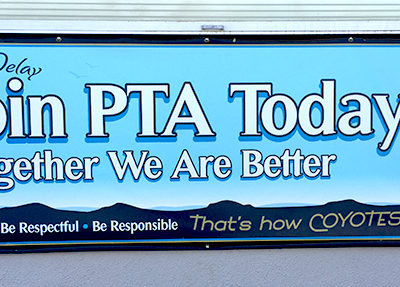 Delay
oin PTA Today
gether We Are Better
Be Respectful • Be Responsible That's how COYOTES